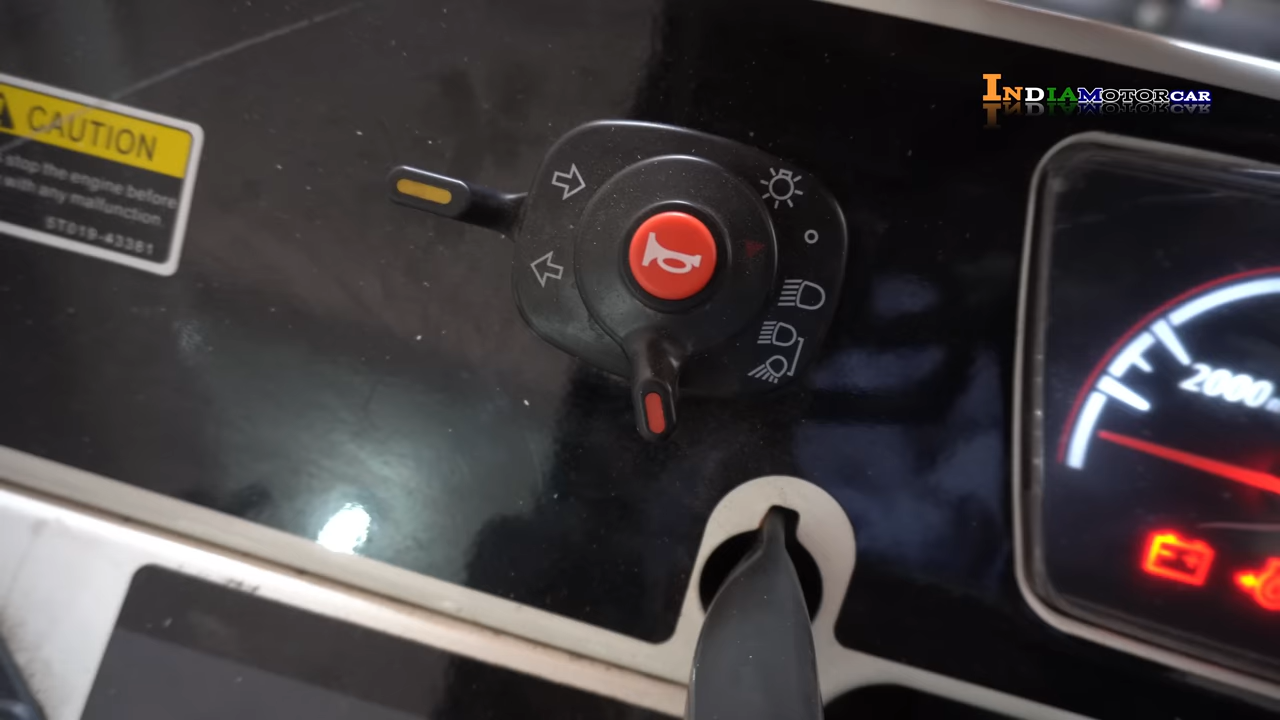 INDIAMOTORCAR
CAUTION
stop the engine before
with any malfunction
ST019-43381
2000